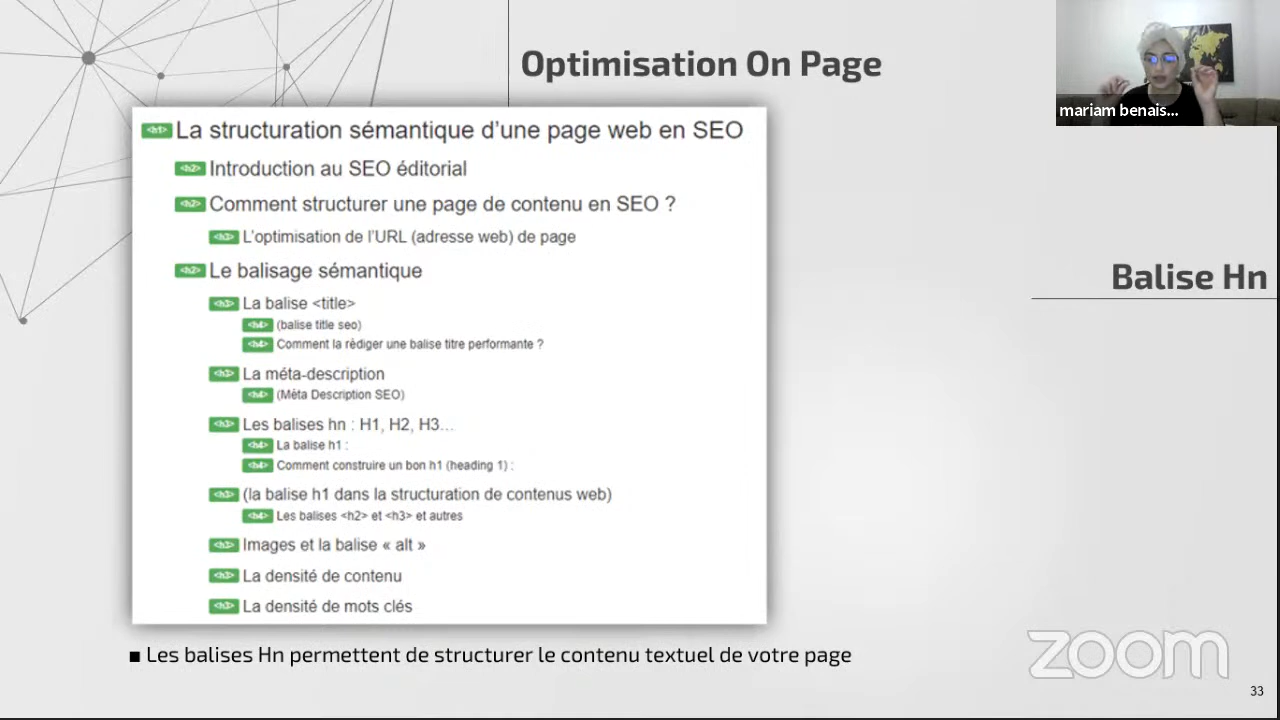 Optimisation On Page
mariam benais...
<h1> La structuration sémantique d'une page web en SEO
<h2> Introduction au SEO éditorial
<h2> Comment structurer une page de contenu en SEO ?
<h3> L'optimisation de l'URL (adresse web) de page
<h2> Le balisage sémantique
<h3> La balise <title>
<h4> (balise title seo)
<h4> Comment la rédiger une balise titre performante ?
<h3> La méta-description
<h4> (Méta Description SEO)
<h3> Les balises hn : H1, H2, H3...
<h4> La balise h1 :
<h4> Comment construire un bon h1 (heading 1) :
<h3> (la balise h1 dans la structuration de contenus web)
<h4> Les balises <h2> et <h3> et autres
<h3> Images et la balise « alt »
<h3> La densité de contenu
<h3> La densité de mots clés
Balise Hn
■ Les balises Hn permettent de structurer le contenu textuel de votre page
zoom
33